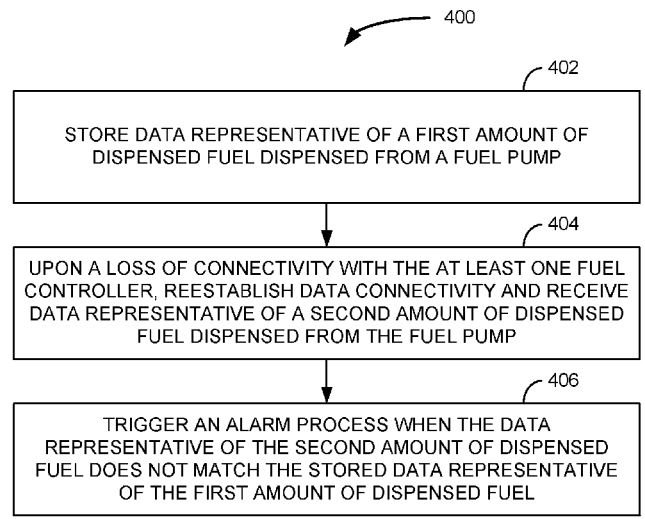 400
402
STORE DATA REPRESENTATIVE OF A FIRST AMOUNT OF
DISPENSED FUEL DISPENSED FROM A FUEL PUMP
404
UPON A LOSS OF CONNECTIVITY WITH THE AT LEAST ONE FUEL
CONTROLLER, REESTABLISH DATA CONNECTIVITY AND RECEIVE
DATA REPRESENTATIVE OF A SECOND AMOUNT OF DISPENSED
FUEL DISPENSED FROM THE FUEL PUMP
406
TRIGGER AN ALARM PROCESS WHEN THE DATA
REPRESENTATIVE OF THE SECOND AMOUNT OF DISPENSED
FUEL DOES NOT MATCH THE STORED DATA REPRESENTATIVE
OF THE FIRST AMOUNT OF DISPENSED FUEL